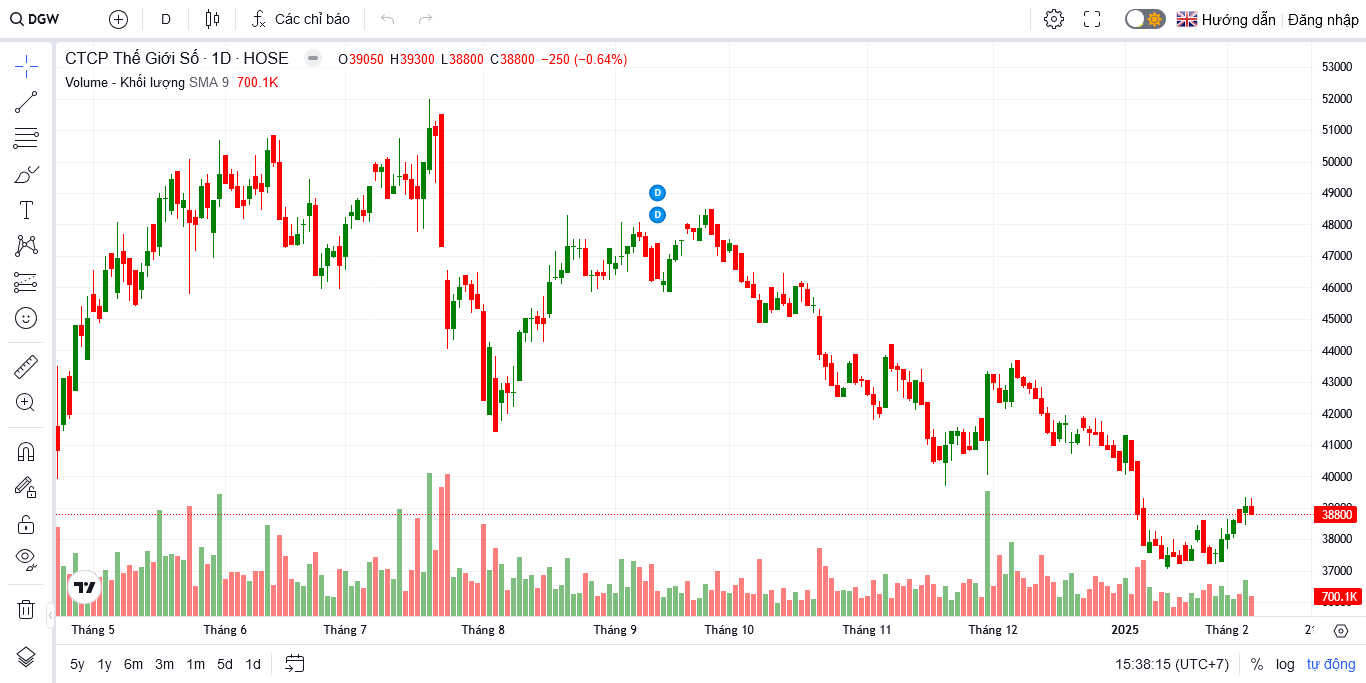 DGW D Các chỉ báo Hướng dẫn Đăng nhập
CTCP Thế Giới Số · 1D · HOSE O39050 H39300 L38800 C38800 −250 (−0.64%)
Volume - Khối lượng SMA 9 700.1K
D
D
53000
52000
51000
50000
49000
48000
47000
46000
45000
44000
43000
42000
41000
40000
38800
38000
37000
700.1K
Tháng 5 Tháng 6 Tháng 7 Tháng 8 Tháng 9 Tháng 10 Tháng 11 Tháng 12 2025 Tháng 2
5y 1y 6m 3m 1m 5d 1d 15:38:15 (UTC+7) % log tự động